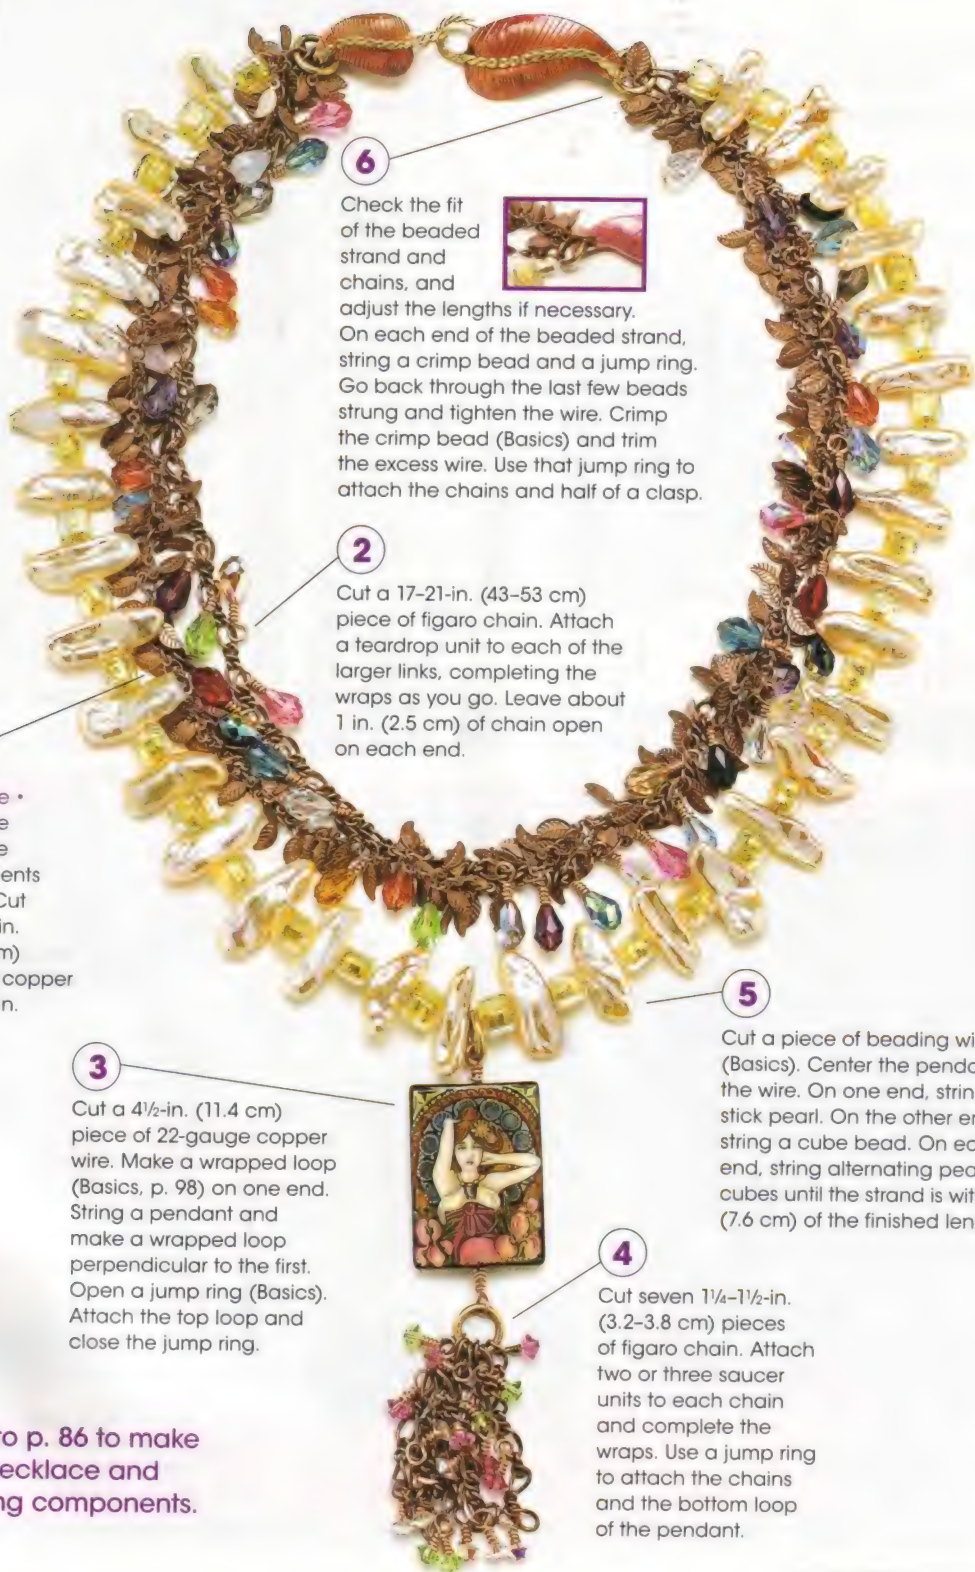 6
Check the fit
of the beaded
strand and
chains, and
adjust the lengths if necessary.
On each end of the beaded strand,
string a crimp bead and a jump ring.
Go back through the last few beads
strung and tighten the wire. Crimp
the crimp bead (Basics) and trim
the excess wire. Use that jump ring to
attach the chains and half of a clasp.
2
Cut a 17–21-in. (43–53 cm)
piece of figaro chain. Attach
a teardrop unit to each of the
larger links, completing the
wraps as you go. Leave about
1 in. (2.5 cm) of chain open
on each end.
e •
e
e
ents
Cut
in.
m)
copper
n.
5
Cut a piece of beading wi
(Basics). Center the penda
the wire. On one end, strin
stick pearl. On the other en
string a cube bead. On ea
end, string alternating pea
cubes until the strand is wit
(7.6 cm) of the finished len
3
Cut a 4½-in. (11.4 cm)
piece of 22-gauge copper
wire. Make a wrapped loop
(Basics, p. 98) on one end.
String a pendant and
make a wrapped loop
perpendicular to the first.
Open a jump ring (Basics).
Attach the top loop and
close the jump ring.
4
Cut seven 1¼–1½-in.
(3.2–3.8 cm) pieces
of figaro chain. Attach
two or three saucer
units to each chain
and complete the
wraps. Use a jump ring
to attach the chains
and the bottom loop
of the pendant.
to p. 86 to make
ecklace and
ng components.